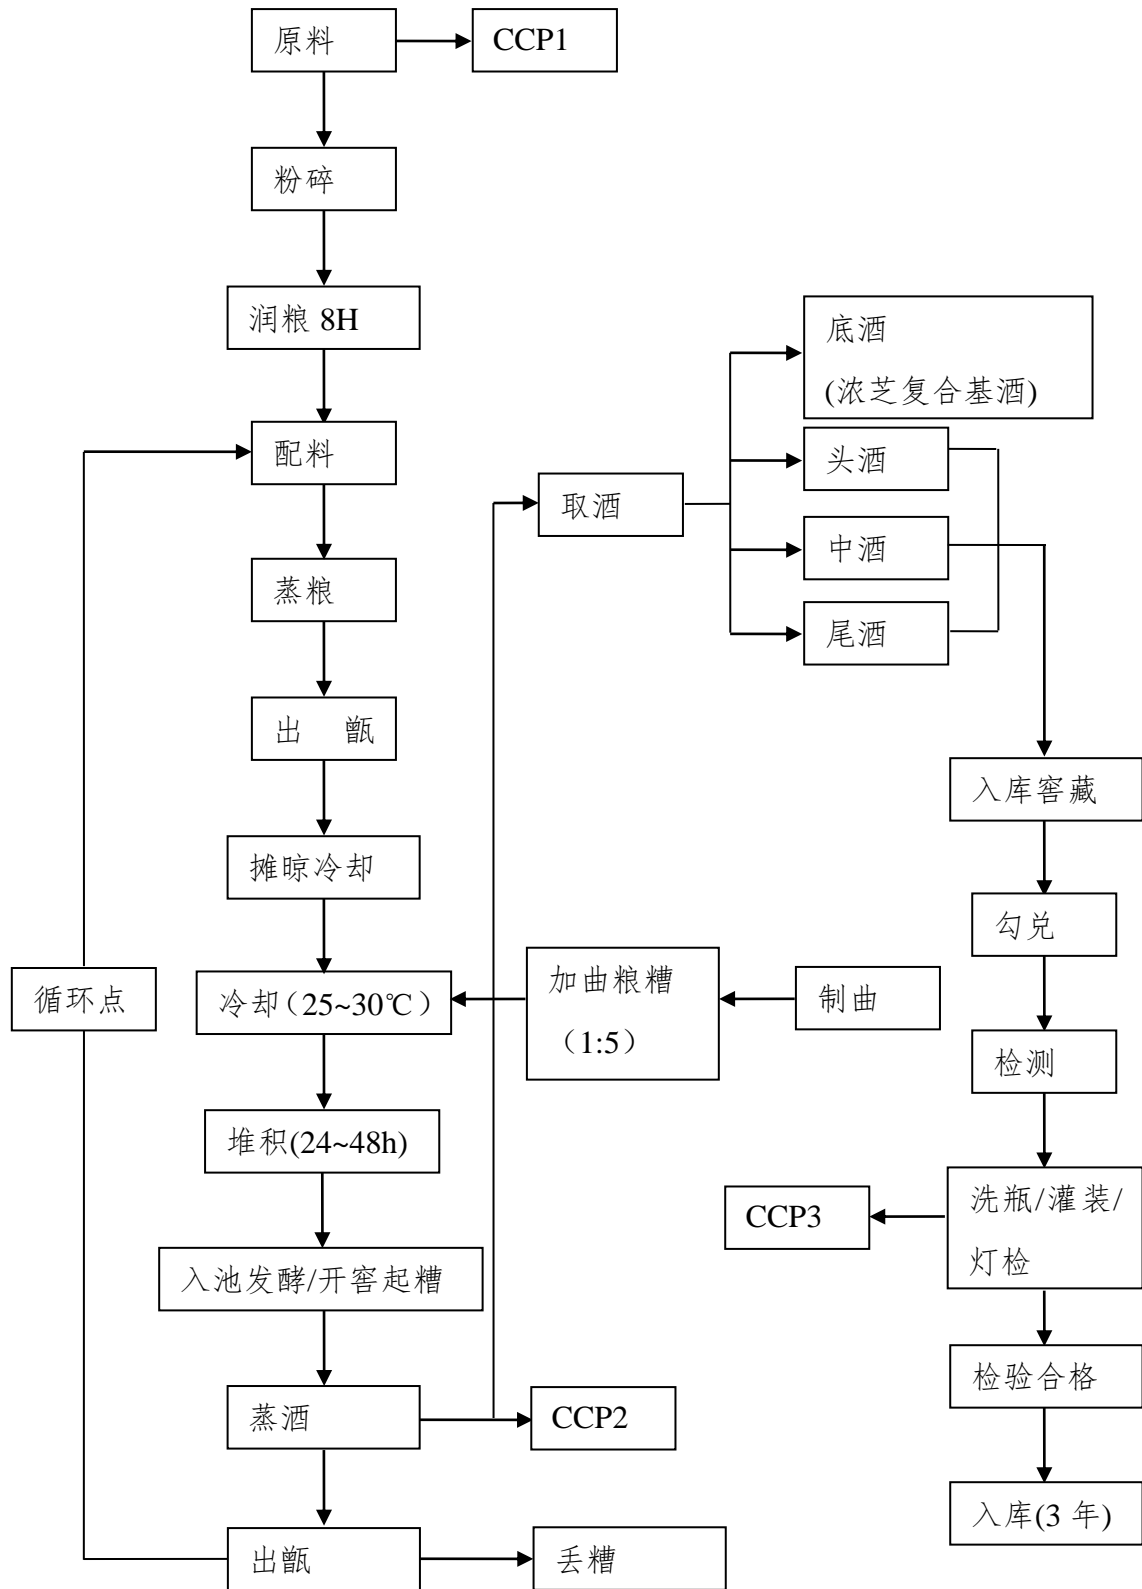 原料
CCP1
粉碎
润粮 8H
底酒
(浓芝复合基酒)
配料
头酒
取酒
中酒
蒸粮
尾酒
出 甑
入库窖藏
摊晾冷却
勾兑
循环点
冷却（25~30℃）
加曲粮糟
（1:5）
制曲
检测
堆积(24~48h)
洗瓶/灌装/
灯检
CCP3
入池发酵/开窖起糟
检验合格
蒸酒
CCP2
入库(3 年)
出甑
丢糟